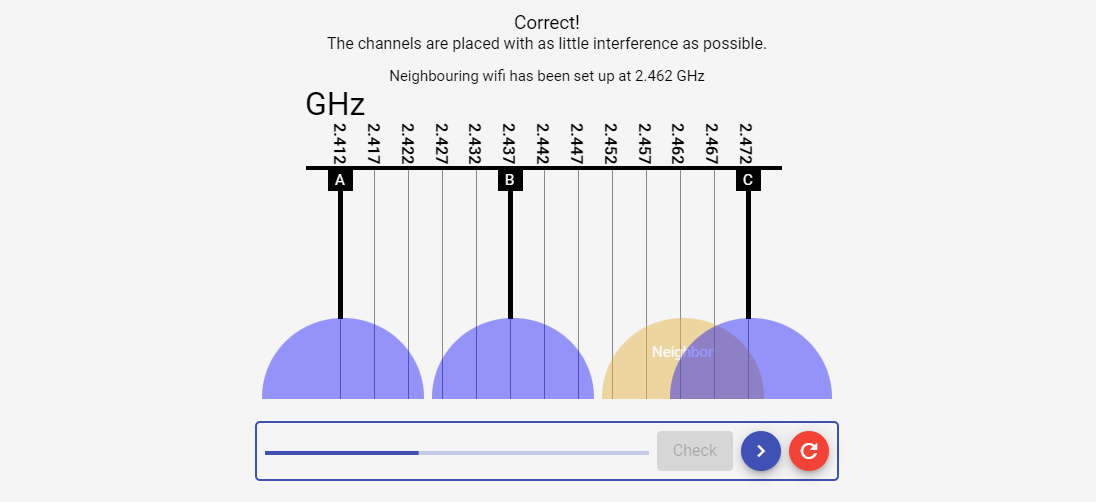 Correct!
The channels are placed with as little interference as possible.
Neighbouring wifi has been set up at 2.462 GHz
GHz
2.412 2.417 2.422 2.427 2.432 2.437 2.442 2.447 2.452 2.457 2.462 2.467 2.472
A B C
Neighbor
Check